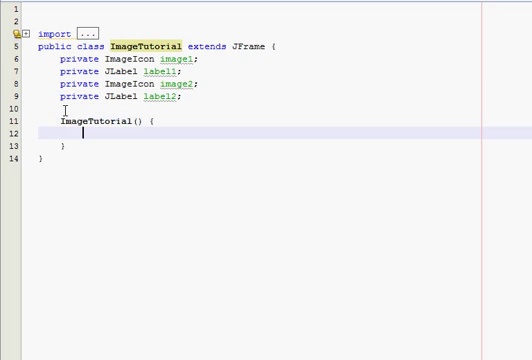 1
2
4 import ...
5 public class ImageTutorial extends JFrame {
6 private ImageIcon image1;
7 private JLabel label1;
8 private ImageIcon image2;
9 private JLabel label2;
10
11 ImageTutorial() {
12
13 }
14 }